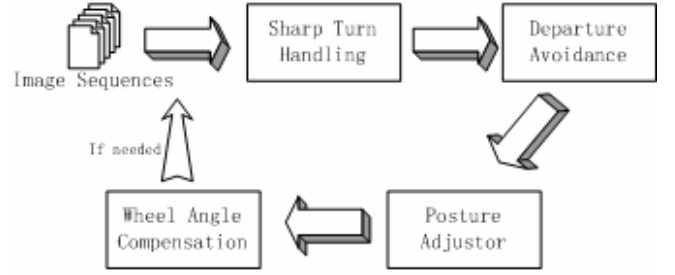 Image Sequences
Sharp Turn
Handling
Departure
Avoidance
Posture
Adjustor
Wheel Angle
Compensation
If needed